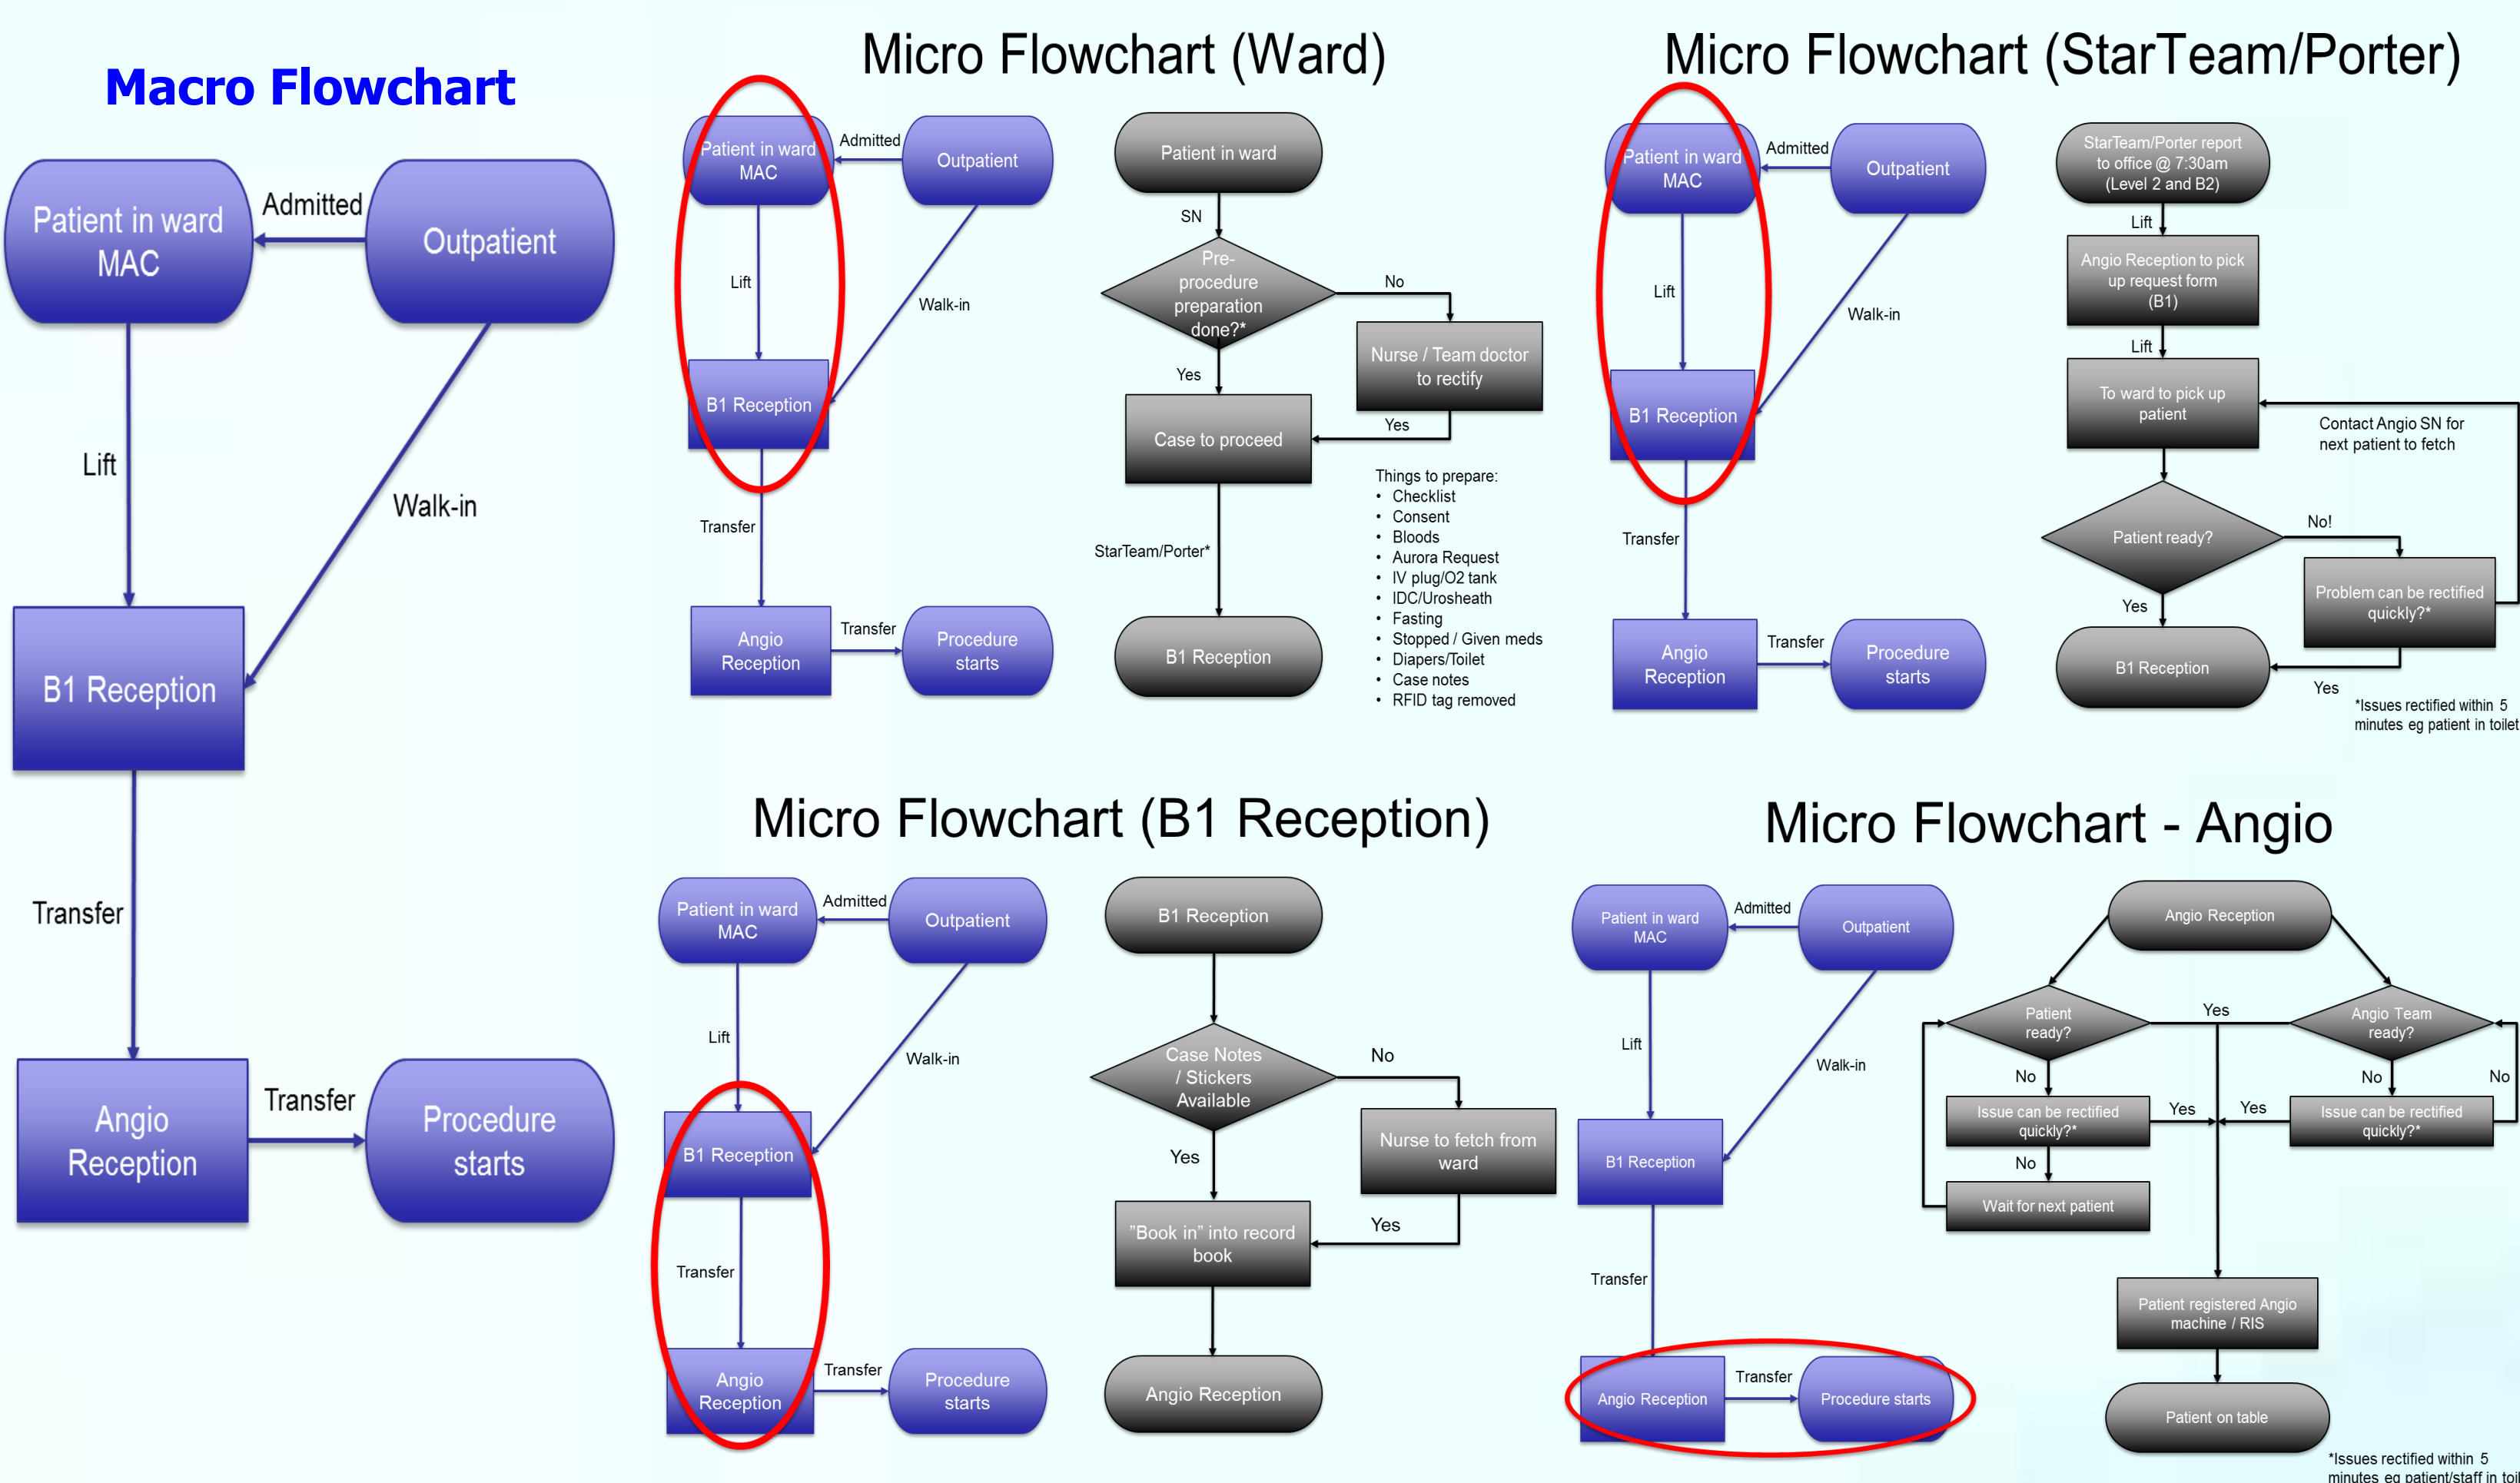 Macro Flowchart
Patient in ward
MAC
Admitted
Outpatient
Lift
Walk-in
B1 Reception
Transfer
Angio
Reception
Transfer
Procedure
starts
Micro Flowchart (Ward)
Patient in ward
MAC
Admitted
Outpatient
Lift
Walk-in
B1 Reception
Transfer
Angio
Reception
Transfer
Procedure
starts
Patient in ward
SN
Pre-
procedure
preparation
done?*
No
Nurse / Team doctor
to rectify
Yes
Yes
Case to proceed
StarTeam/Porter*
B1 Reception
Things to prepare:
• Checklist
• Consent
• Bloods
• Aurora Request
• IV plug/O2 tank
• IDC/Urosheath
• Fasting
• Stopped / Given meds
• Diapers/Toilet
• Case notes
• RFID tag removed
Micro Flowchart (StarTeam/Porter)
Patient in ward
MAC
Admitted
Outpatient
Lift
Walk-in
B1 Reception
Transfer
Angio
Reception
Transfer
Procedure
starts
StarTeam/Porter report
to office @ 7:30am
(Level 2 and B2)
Lift
Angio Reception to pick
up request form
(B1)
Lift
To ward to pick up
patient
Contact Angio SN for
next patient to fetch
Patient ready?
No!
Problem can be rectified
quickly?*
Yes
B1 Reception
Yes
*Issues rectified within 5
minutes eg patient in toilet
Micro Flowchart (B1 Reception)
Patient in ward
MAC
Admitted
Outpatient
Lift
Walk-in
B1 Reception
Transfer
Angio
Reception
Transfer
Procedure
starts
B1 Reception
Case Notes
/ Stickers
Available
No
Nurse to fetch from
ward
Yes
Yes
"Book in" into record
book
Angio Reception
Micro Flowchart - Angio
Patient in ward
MAC
Admitted
Outpatient
Lift
Walk-in
B1 Reception
Transfer
Angio Reception
Transfer
Procedure starts
Angio Reception
Patient
ready?
Yes
Angio Team
ready?
No
No
No
Issue can be rectified
quickly?*
Yes
Yes
Issue can be rectified
quickly?*
No
Wait for next patient
Patient registered Angio
machine / RIS
Patient on table
*Issues rectified within 5
minutes eg patient/staff in